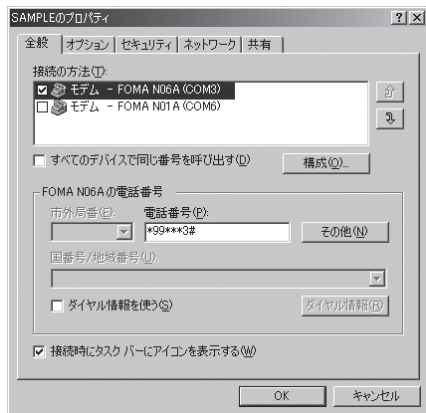 SAMPLEのプロパティ
全般 オプション セキュリティ ネットワーク 共有
接続の方法(T):
モデム - FOMA N06A (COM3)
モデム - FOMA N01A (COM6)
すべてのデバイスで同じ番号を呼び出す(D) 構成(O)...
FOMA N06Aの電話番号
市外局番(E): 電話番号(P):
*99***3# その他(N)
国番号/地域番号(U):
ダイヤル情報を使う(S) ダイヤル情報(R)
接続時にタスク バーにアイコンを表示する(W)
OK キャンセル